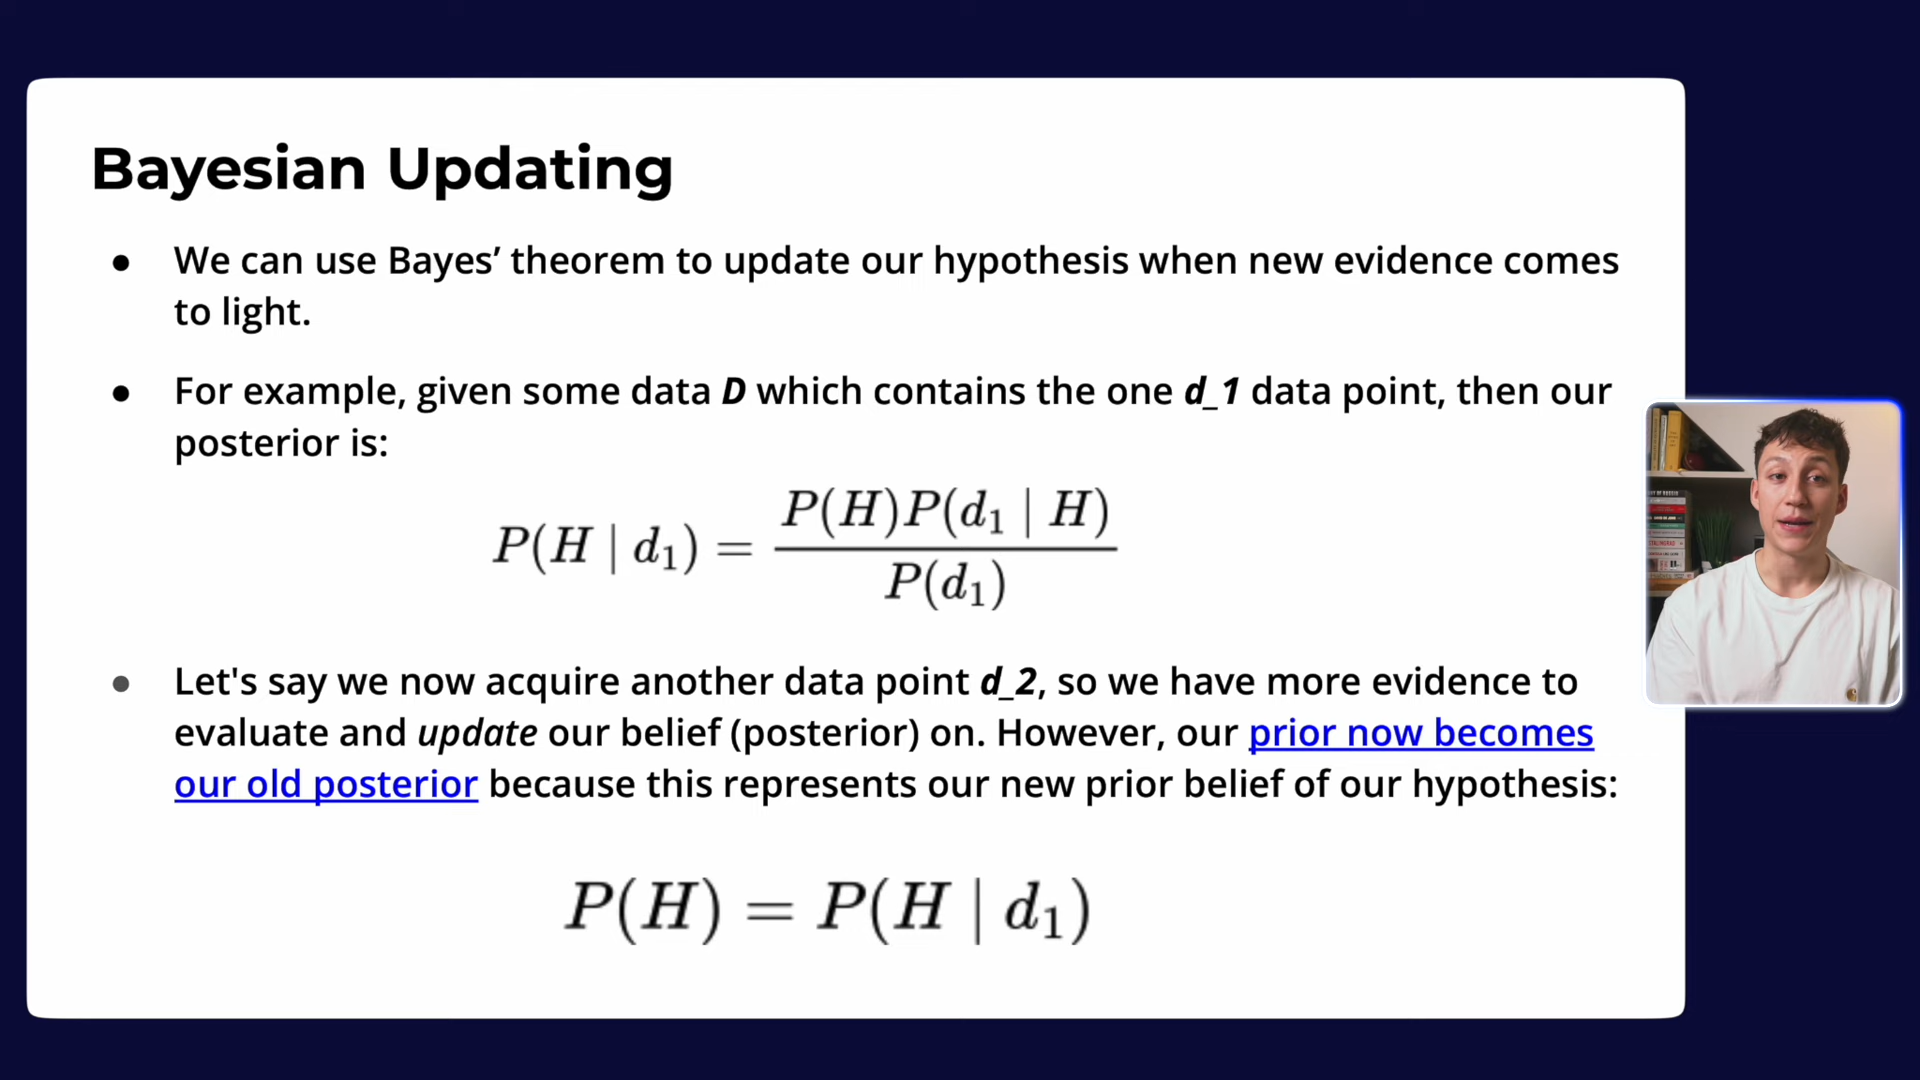 Bayesian Updating
● We can use Bayes’ theorem to update our hypothesis when new evidence comes
to light.
● For example, given some data D which contains the one d_1 data point, then our
posterior is:
P(H | d₁) = P(H)P(d₁ | H) / P(d₁)
● Let's say we now acquire another data point d_2, so we have more evidence to
evaluate and update our belief (posterior) on. However, our prior now becomes
our old posterior because this represents our new prior belief of our hypothesis:
P(H) = P(H | d₁)